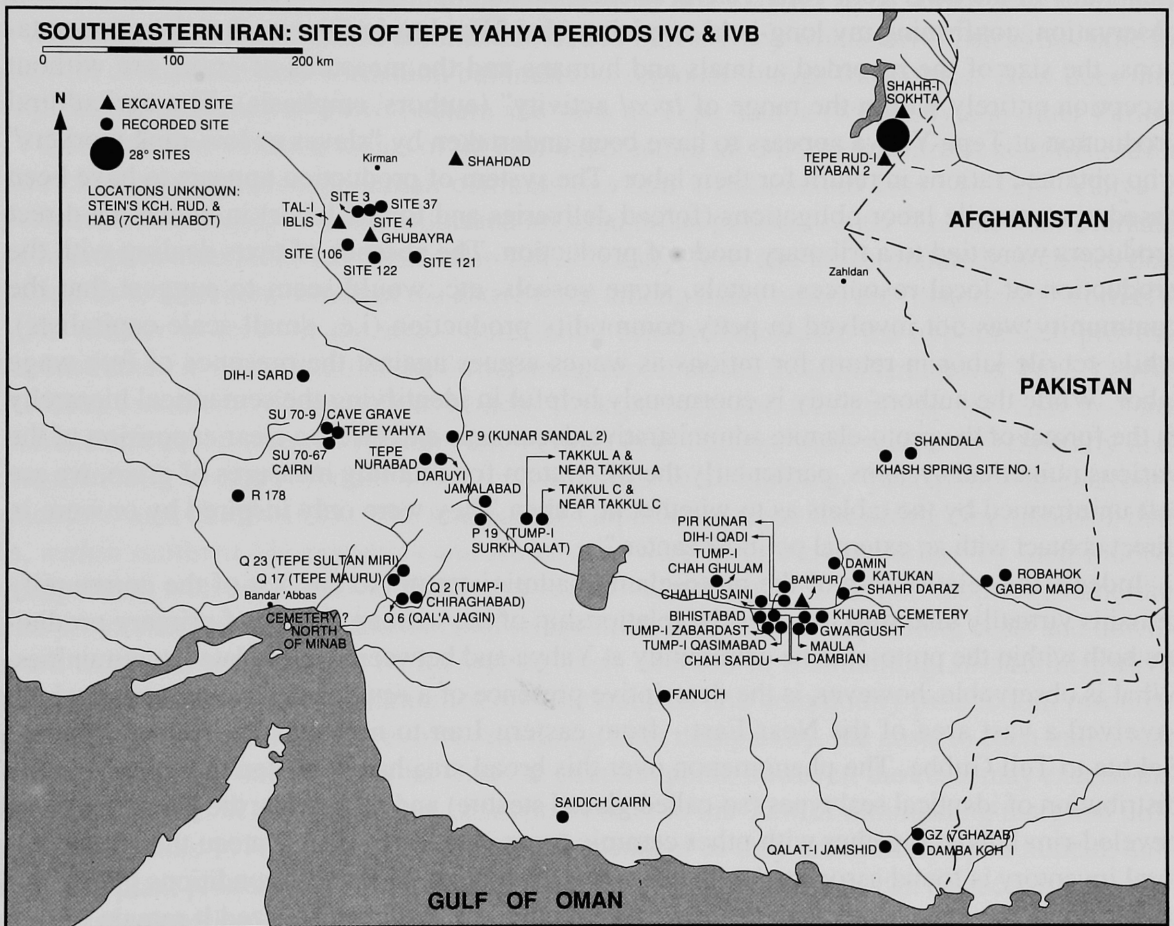 SOUTHEASTERN IRAN: SITES OF TEPE YAHYA PERIODS IVC & IVB
0 100 200 km
N
EXCAVATED SITE
RECORDED SITE
28° SITES
LOCATIONS UNKNOWN:
STEIN'S KCH. RUD. &
HAB (7CHAH HABOT)
Kirman
SHAHDAD
SITE 3
SITE 37
TAL-I
IBLIS
SITE 4
GHUBAYRA
SITE 106
SITE 122
SITE 121
SHAHR-I
SOKHTA
TEPE RUD-I
BIYABAN 2
AFGHANISTAN
Zahldan
PAKISTAN
DIH-I SARD
SU 70-9
CAVE GRAVE
TEPE YAHYA
SU 70-67
CAIRN
R 178
P 9 (KUNAR SANDAL 2)
TEPE
NURABAD
DARUYI
JAMALABAD
TAKKUL A &
NEAR TAKKUL A
TAKKUL C &
NEAR TAKKUL C
P 19 (TUMP-I
SURKH QALAT)
SHANDALA
KHASH SPRING SITE NO. 1
Q 23 (TEPE SULTAN MIRI)
Q 17 (TEPE MAURU)
Bandar 'Abbas
Q 2 (TUMP-I
CHIRAGHABAD)
Q 6 (QAL'A JAGIN)
CEMETERY ?
NORTH
OF MINAB
PIR KUNAR
DIH-I QADI
TUMP-I
CHAH GHULAM
CHAH HUSAINI
BAMPUR
DAMIN
KATUKAN
SHAHR DARAZ
ROBAHOK
GABRO MARO
BIHISTABAD
KHURAB CEMETERY
TUMP-I ZABARDAST
GWARGUSHT
TUMP-I QASIMABAD
MAULA
CHAH SARDU
DAMBIAN
FANUCH
SAIDICH CAIRN
GZ (7GHAZAB)
QALAT-I JAMSHID
DAMBA KOH 1
GULF OF OMAN